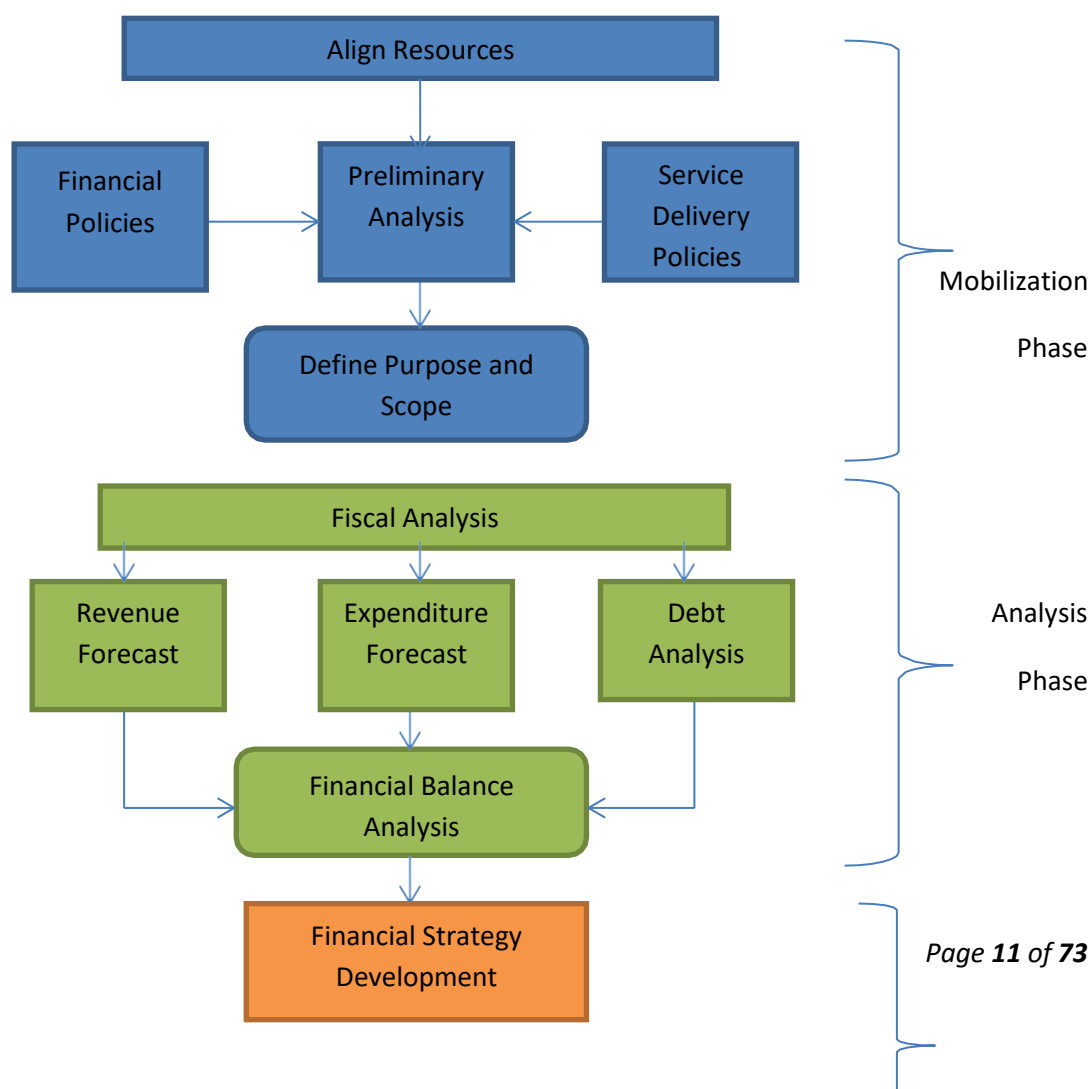 Align Resources
Financial
Policies
Preliminary
Analysis
Service
Delivery
Policies
Mobilization
Phase
Define Purpose and
Scope
Fiscal Analysis
Revenue
Forecast
Expenditure
Forecast
Debt
Analysis
Analysis
Phase
Financial Balance
Analysis
Financial Strategy
Development
Page 11 of 73